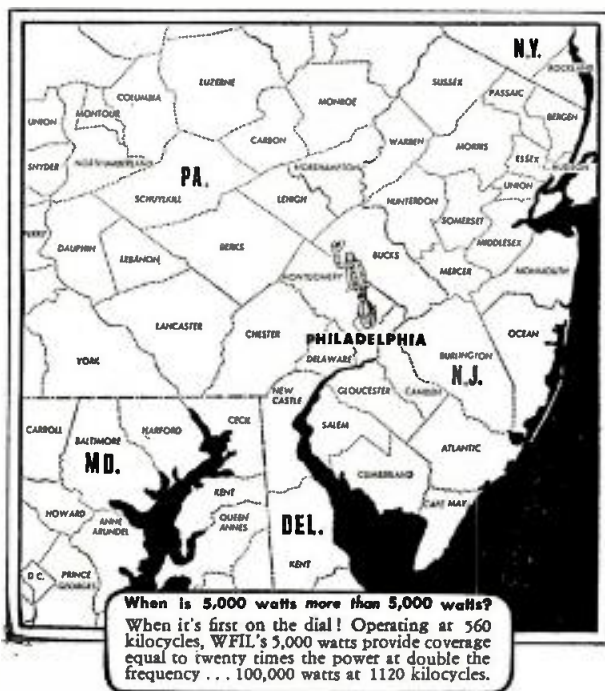 N.Y.
ROCKLAND
LUZERNE
SUSSEX
PASSAIC
COLUMBIA
MONROE
BERGEN
MONTOUR
UNION
CARBON
WARREN
MORRIS
ESSEX
HUDSON
SNYDER
NORTHUMBERLAND
NORTHAMPTON
UNION
PA.
SCHUYLKILL
LEHIGH
HUNTERDON
SOMERSET
PERRY
DAUPHIN
LEBANON
BERKS
BUCKS
MIDDLESEX
MONTGOMERY
MERCER
MONMOUTH
LANCASTER
CHESTER
PHILADELPHIA
OCEAN
YORK
DELAWARE
BURLINGTON
N.J.
NEW CASTLE
GLOUCESTER
CAMDEN
CARROLL
BALTIMORE
HARFORD
CECIL
SALEM
ATLANTIC
MD.
CUMBERLAND
KENT
CAPE MAY
HOWARD
ANNE ARUNDEL
QUEEN ANNES
DEL.
KENT
D.C.
PRINCE GEORGES
When is 5,000 watts more than 5,000 watts?
When it's first on the dial! Operating at 560
kilocycles, WFIL's 5,000 watts provide coverage
equal to twenty times the power at double the
frequency ... 100,000 watts at 1120 kilocycles.